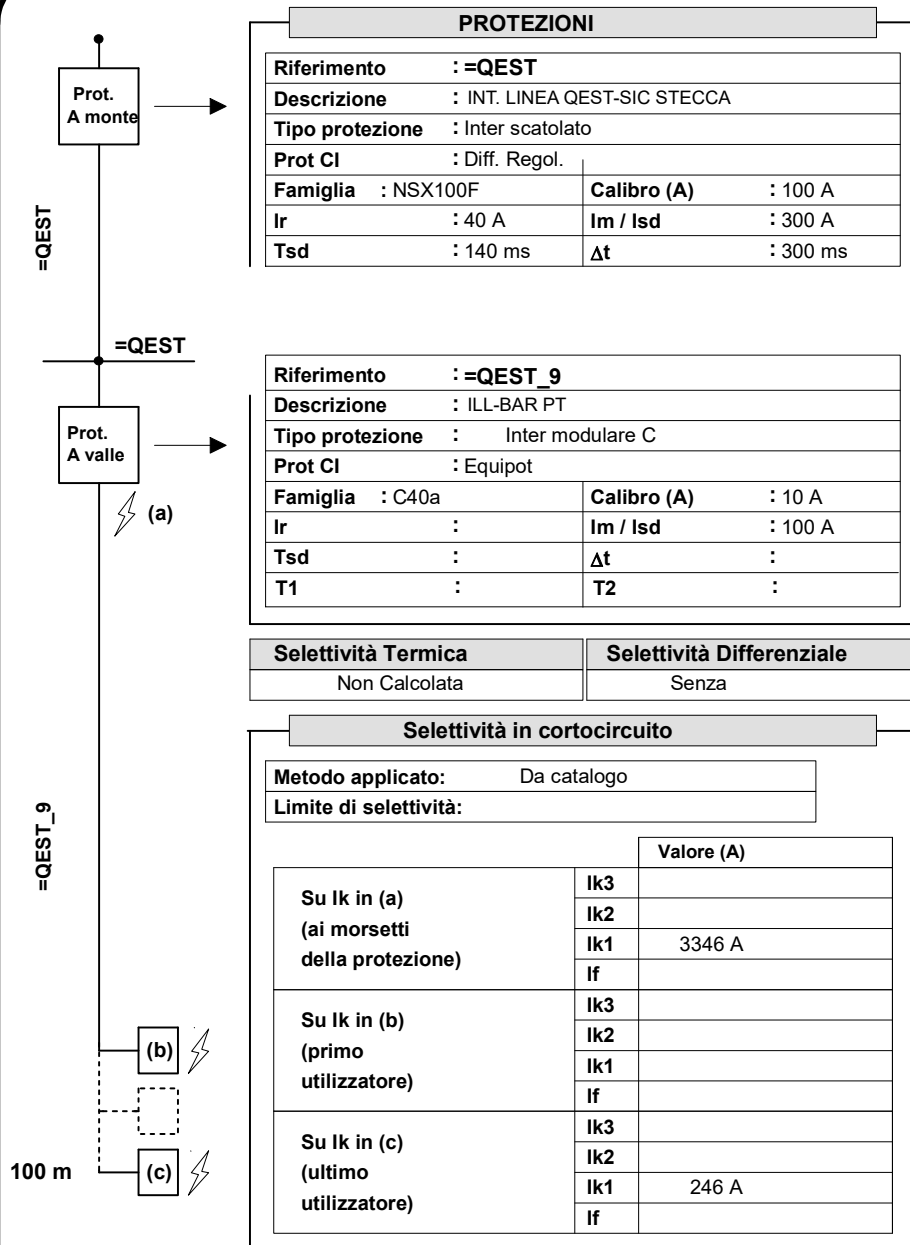 PROTEZIONI
Prot.
A monte
=QEST
Riferimento : =QEST
Descrizione : INT. LINEA QEST-SIC STECCA
Tipo protezione : Inter scatolato
Prot CI : Diff. Regol.
Famiglia : NSX100F Calibro (A) : 100 A
Ir : 40 A Im / Isd : 300 A
Tsd : 140 ms Δt : 300 ms
=QEST
Prot.
A valle
(a)
Riferimento : =QEST_9
Descrizione : ILL-BAR PT
Tipo protezione : Inter modulare C
Prot CI : Equipot
Famiglia : C40a Calibro (A) : 10 A
Ir : Im / Isd : 100 A
Tsd : Δt :
T1 : T2 :
Selettività Termica Selettività Differenziale
Non Calcolata Senza
Selettività in cortocircuito
Metodo applicato: Da catalogo
Limite di selettività:
=QEST_9
Valore (A)
Su Ik in (a)
(ai morsetti
della protezione)
Ik3
Ik2
Ik1 3346 A
If
Su Ik in (b)
(primo
utilizzatore)
Ik3
Ik2
Ik1
If
(b)
Su Ik in (c)
(ultimo
utilizzatore)
Ik3
Ik2
Ik1 246 A
If
100 m (c)